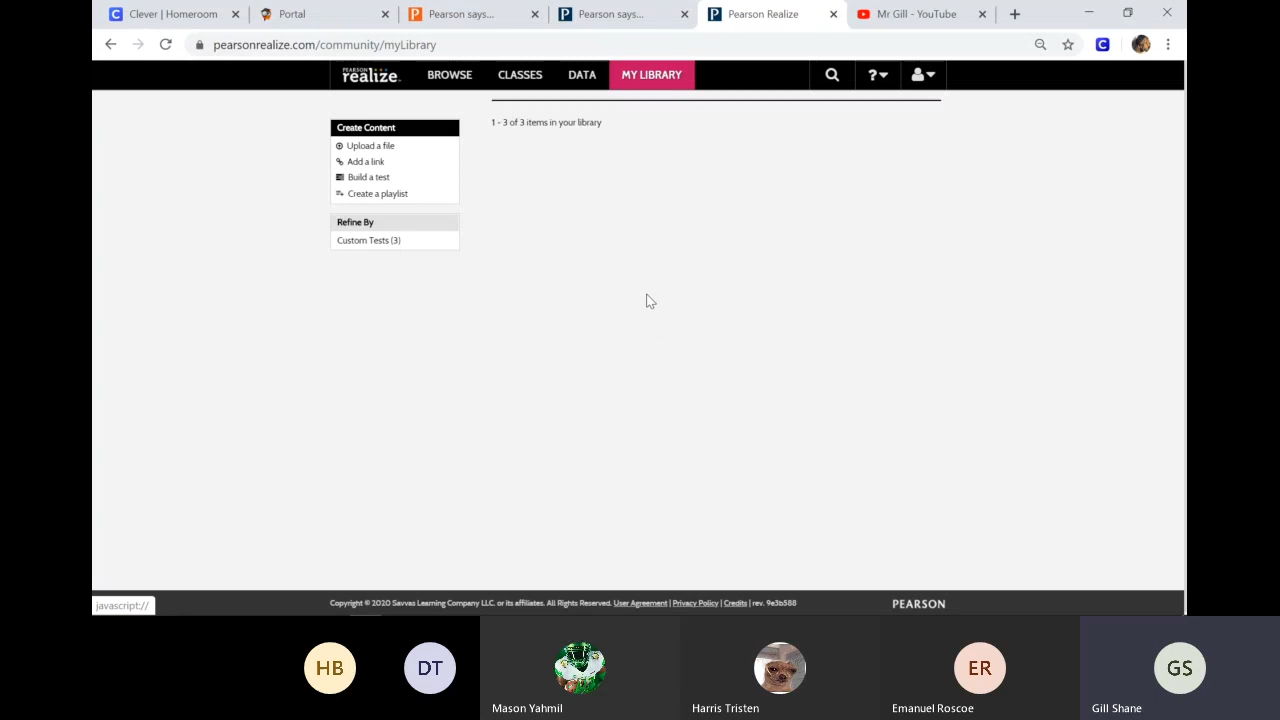 Clever | Homeroom
Portal
Pearson says...
Pearson says...
Pearson Realize
Mr Gill - YouTube
pearsonrealize.com/community/myLibrary
PEARSON
realize
BROWSE
CLASSES
DATA
MY LIBRARY
1 - 3 of 3 items in your library
Create Content
Upload a file
Add a link
Build a test
Create a playlist
Refine By
Custom Tests (3)
javascript://
Copyright © 2020 Savvas Learning Company LLC. or its affiliates. All Rights Reserved. User Agreement | Privacy Policy | Credits | rev. 9e3b588
PEARSON
HB
DT
ER
GS
Mason Yahmil
Harris Tristen
Emanuel Roscoe
Gill Shane